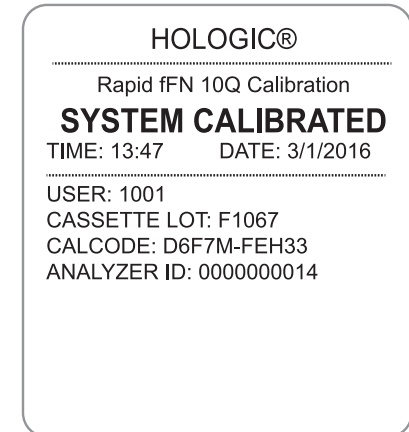 HOLOGIC®
Rapid fFN 10Q Calibration
SYSTEM CALIBRATED
TIME: 13:47 DATE: 3/1/2016
USER: 1001
CASSETTE LOT: F1067
CALCODE: D6F7M-FEH33
ANALYZER ID: 0000000014